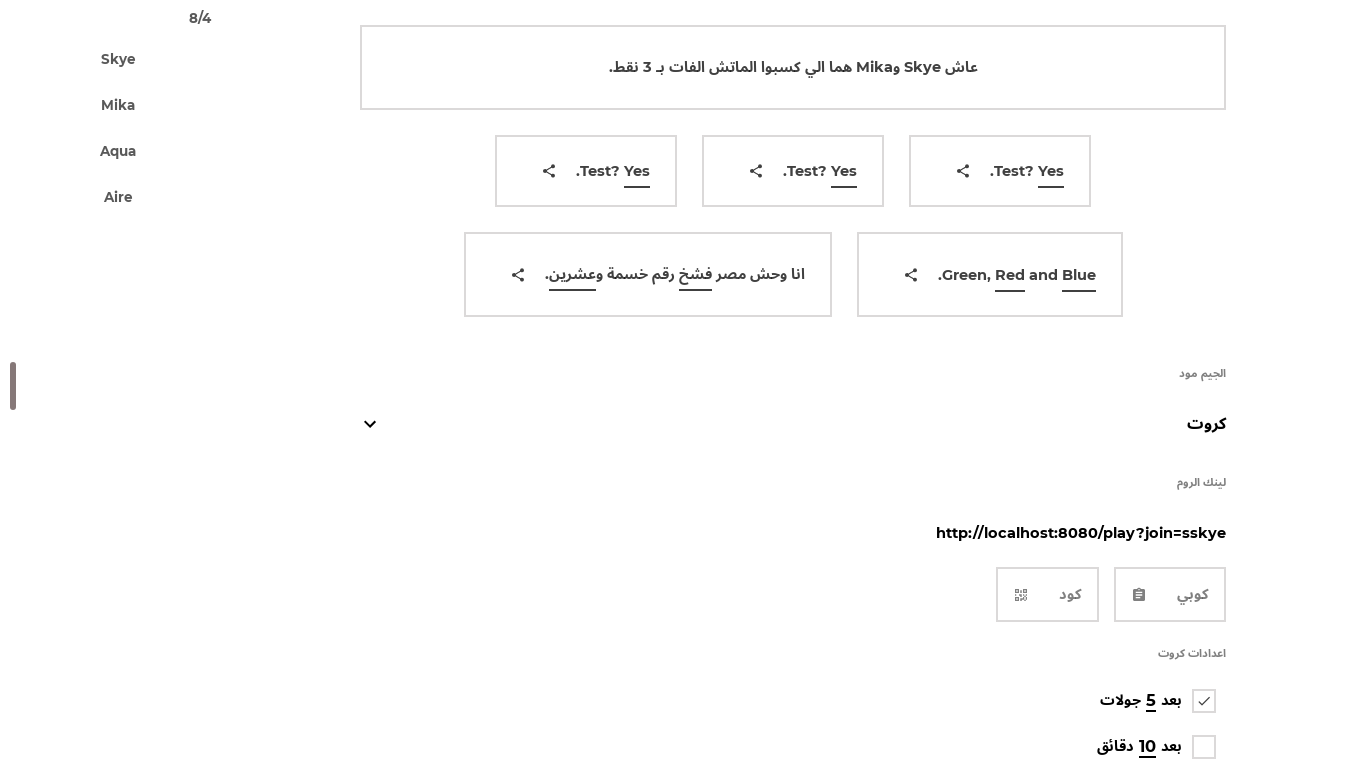 8/4
Skye
Mika
Aqua
Aire
عاش Skye وMika هما الي كسبوا الماتش الفات بـ 3 نقط.
Test? Yes.
Test? Yes.
Test? Yes.
Green, Red and Blue.
انا وحش مصر فشخ رقم خمسة وعشرين.
الجيم مود
كروت
لينك الروم
http://localhost:8080/play?join=sskye
كوبي
كود
اعدادات كروت
بعد 5 جولات
بعد 10 دقائق